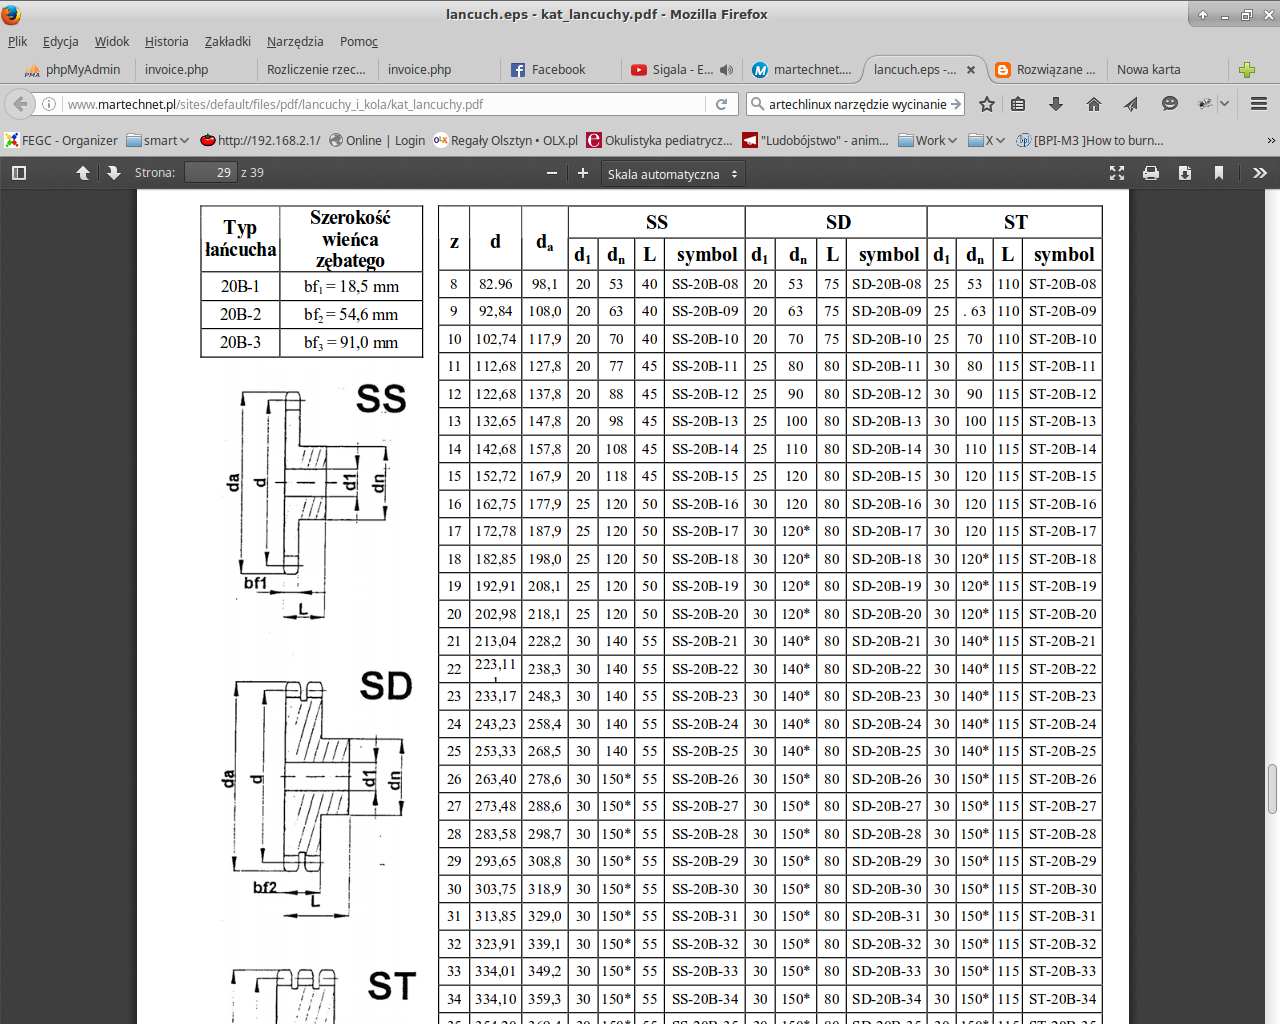 lancuch.eps - kat_lancuchy.pdf - Mozilla Firefox
Plik Edycja Widok Historia Zakładki Narzędzia Pomoc
phpMyAdmin invoice.php Rozliczenie rzec... invoice.php Facebook Sigala - E... martechnet.... lancuch.eps -... Rozwiązane ... Nowa karta
www.martechnet.pl/sites/default/files/pdf/lancuchy_i_kola/kat_lancuchy.pdf artechlinux narzędzie wycinanie
FEGC - Organizer smart http://192.168.2.1/ Online | Login Regały Olsztyn • OLX.pl Okulistyka pediatrycz... "Ludobójstwo" - anim... Work X [BPI-M3 ]How to burn... »
Strona: 29 z 39 Skala automatyczna
Typ łańcucha Szerokość wieńca zębatego
20B-1 bf1 = 18,5 mm
20B-2 bf2 = 54,6 mm
20B-3 bf3 = 91,0 mm
SS
da d d1 dn
bf1
L
SD
da d d1 dn
bf2
L
ST
z d da SS SD ST
d1 dn L symbol d1 dn L symbol d1 dn L symbol
8 82.96 98,1 20 53 40 SS-20B-08 20 53 75 SD-20B-08 25 53 110 ST-20B-08
9 92,84 108,0 20 63 40 SS-20B-09 20 63 75 SD-20B-09 25 . 63 110 ST-20B-09
10 102,74 117,9 20 70 40 SS-20B-10 20 70 75 SD-20B-10 25 70 110 ST-20B-10
11 112,68 127,8 20 77 45 SS-20B-11 25 80 80 SD-20B-11 30 80 115 ST-20B-11
12 122,68 137,8 20 88 45 SS-20B-12 25 90 80 SD-20B-12 30 90 115 ST-20B-12
13 132,65 147,8 20 98 45 SS-20B-13 25 100 80 SD-20B-13 30 100 115 ST-20B-13
14 142,68 157,8 20 108 45 SS-20B-14 25 110 80 SD-20B-14 30 110 115 ST-20B-14
15 152,72 167,9 20 118 45 SS-20B-15 25 120 80 SD-20B-15 30 120 115 ST-20B-15
16 162,75 177,9 25 120 50 SS-20B-16 30 120 80 SD-20B-16 30 120 115 ST-20B-16
17 172,78 187,9 25 120 50 SS-20B-17 30 120* 80 SD-20B-17 30 120 115 ST-20B-17
18 182,85 198,0 25 120 50 SS-20B-18 30 120* 80 SD-20B-18 30 120* 115 ST-20B-18
19 192,91 208,1 25 120 50 SS-20B-19 30 120* 80 SD-20B-19 30 120* 115 ST-20B-19
20 202,98 218,1 25 120 50 SS-20B-20 30 120* 80 SD-20B-20 30 120* 115 ST-20B-20
21 213,04 228,2 30 140 55 SS-20B-21 30 140* 80 SD-20B-21 30 140* 115 ST-20B-21
22 223,11 238,3 30 140 55 SS-20B-22 30 140* 80 SD-20B-22 30 140* 115 ST-20B-22
23 233,17 248,3 30 140 55 SS-20B-23 30 140* 80 SD-20B-23 30 140* 115 ST-20B-23
24 243,23 258,4 30 140 55 SS-20B-24 30 140* 80 SD-20B-24 30 140* 115 ST-20B-24
25 253,33 268,5 30 140 55 SS-20B-25 30 140* 80 SD-20B-25 30 140* 115 ST-20B-25
26 263,40 278,6 30 150* 55 SS-20B-26 30 150* 80 SD-20B-26 30 150* 115 ST-20B-26
27 273,48 288,6 30 150* 55 SS-20B-27 30 150* 80 SD-20B-27 30 150* 115 ST-20B-27
28 283,58 298,7 30 150* 55 SS-20B-28 30 150* 80 SD-20B-28 30 150* 115 ST-20B-28
29 293,65 308,8 30 150* 55 SS-20B-29 30 150* 80 SD-20B-29 30 150* 115 ST-20B-29
30 303,75 318,9 30 150* 55 SS-20B-30 30 150* 80 SD-20B-30 30 150* 115 ST-20B-30
31 313,85 329,0 30 150* 55 SS-20B-31 30 150* 80 SD-20B-31 30 150* 115 ST-20B-31
32 323,91 339,1 30 150* 55 SS-20B-32 30 150* 80 SD-20B-32 30 150* 115 ST-20B-32
33 334,01 349,2 30 150* 55 SS-20B-33 30 150* 80 SD-20B-33 30 150* 115 ST-20B-33
34 334,10 359,3 30 150* 55 SS-20B-34 30 150* 80 SD-20B-34 30 150* 115 ST-20B-34